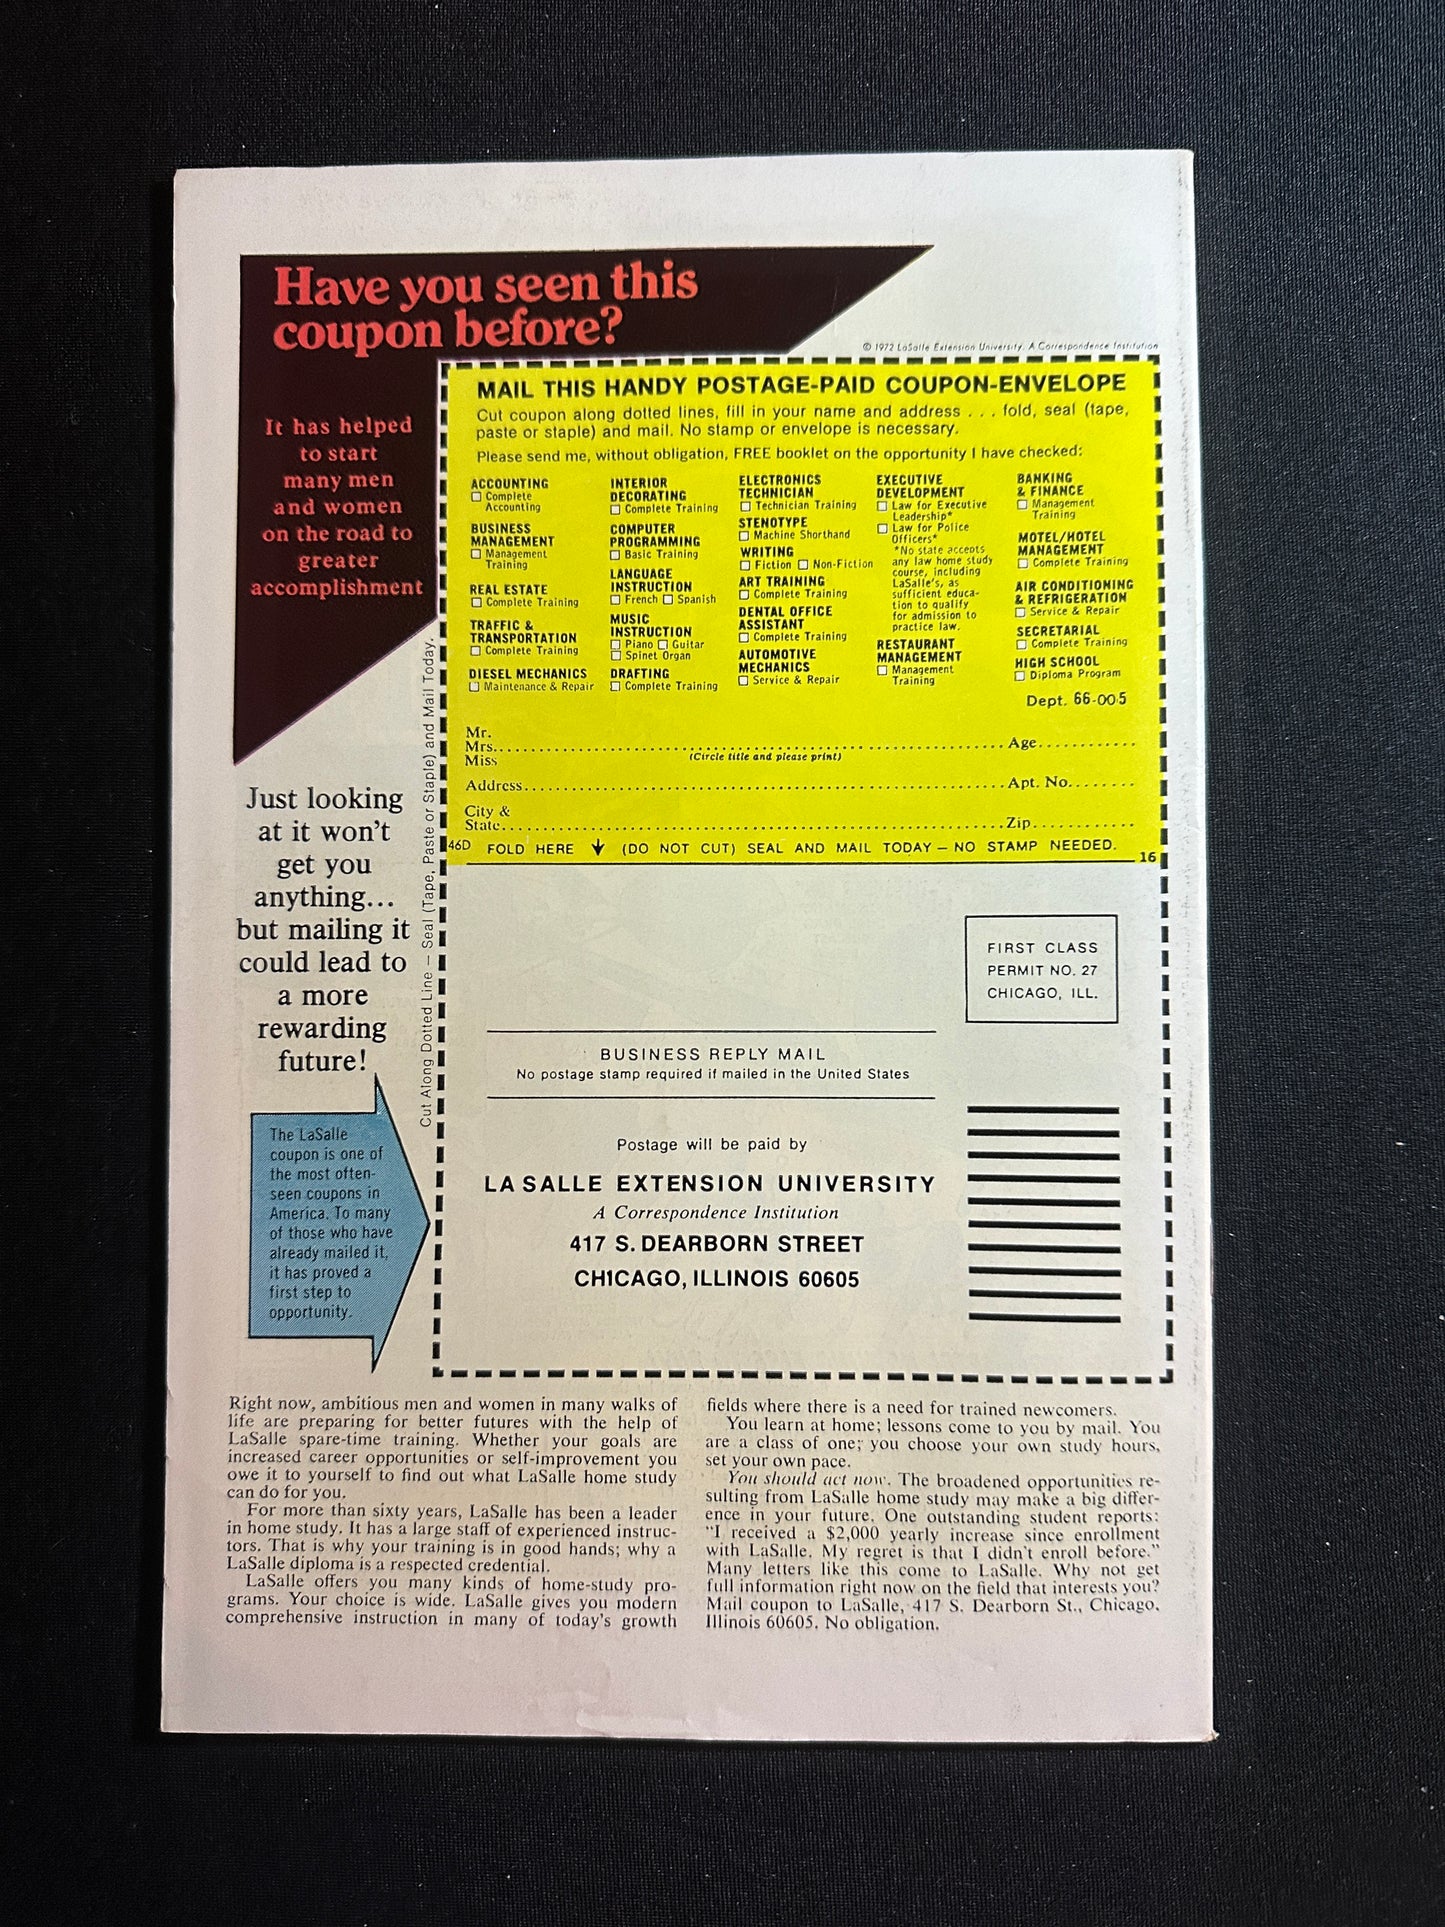 Have you seen this
coupon before?
© 1972 LaSalle Extension University, A Correspondence Institution
It has helped
to start
many men
and women
on the road to
greater
accomplishment
MAIL THIS HANDY POSTAGE-PAID COUPON-ENVELOPE
Cut coupon along dotted lines, fill in your name and address . . . fold, seal (tape,
paste or staple) and mail. No stamp or envelope is necessary.
Please send me, without obligation, FREE booklet on the opportunity I have checked:
ACCOUNTING
☐ Complete
Accounting
BUSINESS
MANAGEMENT
☐ Management
Training
REAL ESTATE
☐ Complete Training
TRAFFIC &
TRANSPORTATION
☐ Complete Training
DIESEL MECHANICS
☐ Maintenance & Repair
INTERIOR
DECORATING
☐ Complete Training
COMPUTER
PROGRAMMING
☐ Basic Training
LANGUAGE
INSTRUCTION
☐ French ☐ Spanish
MUSIC
INSTRUCTION
☐ Piano ☐ Guitar
☐ Spinet Organ
DRAFTING
☐ Complete Training
ELECTRONICS
TECHNICIAN
☐ Technician Training
STENOTYPE
☐ Machine Shorthand
WRITING
☐ Fiction ☐ Non-Fiction
ART TRAINING
☐ Complete Training
DENTAL OFFICE
ASSISTANT
☐ Complete Training
AUTOMOTIVE
MECHANICS
☐ Service & Repair
EXECUTIVE
DEVELOPMENT
☐ Law for Executive
Leadership*
☐ Law for Police
Officers*
*No state accepts
any law home study
course, including
LaSalle's, as
sufficient educa-
tion to qualify
for admission to
practice law.
RESTAURANT
MANAGEMENT
☐ Management
Training
BANKING
& FINANCE
☐ Management
Training
MOTEL/HOTEL
MANAGEMENT
☐ Complete Training
AIR CONDITIONING
& REFRIGERATION
☐ Service & Repair
SECRETARIAL
☐ Complete Training
HIGH SCHOOL
☐ Diploma Program
Dept. 66-005
Mr.
Mrs. Age
Miss (Circle title and please print)
Address Apt. No.
City &
State Zip
46D FOLD HERE ↓ (DO NOT CUT) SEAL AND MAIL TODAY — NO STAMP NEEDED.
16
Cut Along Dotted Line — Seal (Tape, Paste or Staple) and Mail Today.
Just looking
at it won't
get you
anything...
but mailing it
could lead to
a more
rewarding
future!
The LaSalle
coupon is one of
the most often-
seen coupons in
America. To many
of those who have
already mailed it,
it has proved a
first step to
opportunity.
FIRST CLASS
PERMIT NO. 27
CHICAGO, ILL.
BUSINESS REPLY MAIL
No postage stamp required if mailed in the United States
Postage will be paid by
LA SALLE EXTENSION UNIVERSITY
A Correspondence Institution
417 S. DEARBORN STREET
CHICAGO, ILLINOIS 60605
Right now, ambitious men and women in many walks of
life are preparing for better futures with the help of
LaSalle spare-time training. Whether your goals are
increased career opportunities or self-improvement you
owe it to yourself to find out what LaSalle home study
can do for you.
For more than sixty years, LaSalle has been a leader
in home study. It has a large staff of experienced instruc-
tors. That is why your training is in good hands; why a
LaSalle diploma is a respected credential.
LaSalle offers you many kinds of home-study pro-
grams. Your choice is wide. LaSalle gives you modern
comprehensive instruction in many of today's growth
fields where there is a need for trained newcomers.
You learn at home; lessons come to you by mail. You
are a class of one; you choose your own study hours,
set your own pace.
You should act now. The broadened opportunities re-
sulting from LaSalle home study may make a big differ-
ence in your future. One outstanding student reports:
"I received a $2,000 yearly increase since enrollment
with LaSalle. My regret is that I didn't enroll before."
Many letters like this come to LaSalle. Why not get
full information right now on the field that interests you?
Mail coupon to LaSalle, 417 S. Dearborn St., Chicago,
Illinois 60605. No obligation.